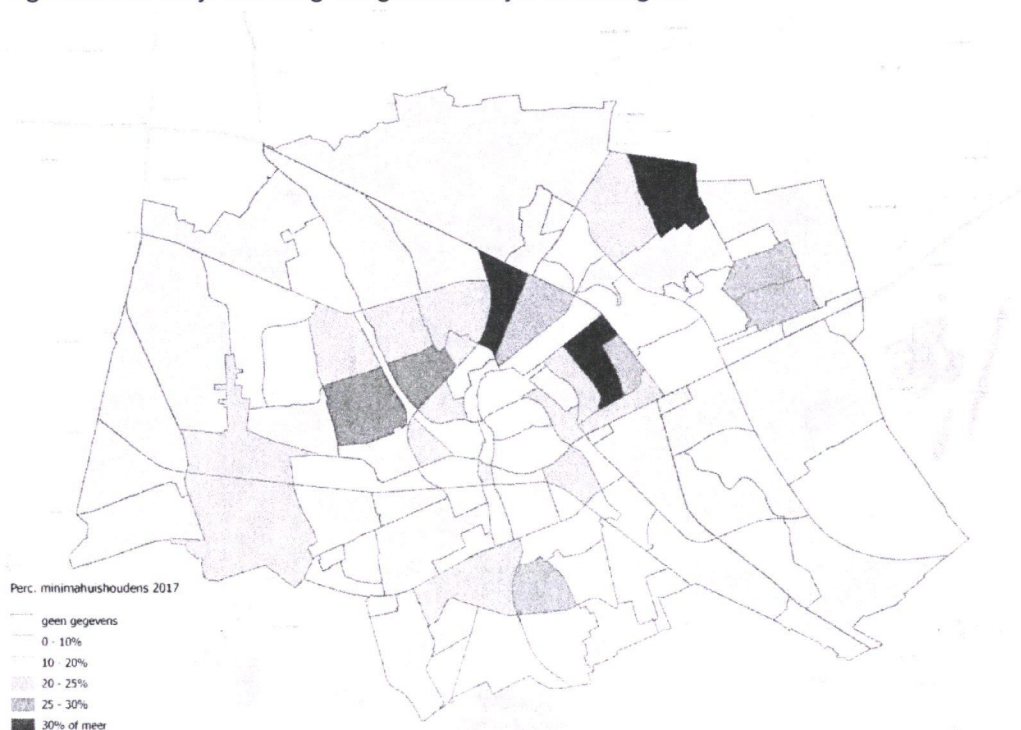 Perc. minimahuishoudens 2017
geen gegevens
0 - 10%
10 - 20%
20 - 25%
25 - 30%
30% of meer